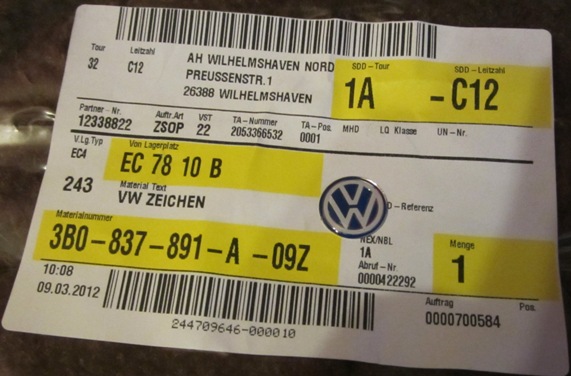 Tour Leitzahl
32 C12
AH WILHELMSHAVEN NORD
PREUSSENSTR.1
26388 WILHELMSHAVEN
SDD-Tour SDD-Leitzahl
1A -C12
Partner-Nr. Auftr.Art VST TA-Nummer TA-Pos. MHD LQ Klasse UN-Nr.
12338822 ZSOP 22 2053366532 0001
V.Lg.Typ Von Lagerplatz
EC4 EC 78 10 B
243 Material Text
VW ZEICHEN
D-Referenz
Materialnummer
3B0-837-891-A -09Z
NEX/NBL
1A
Abruf-Nr
0000422292
Menge
1
10:08
09.03.2012
244709646-000010
Auftrag Pos.
0000700584